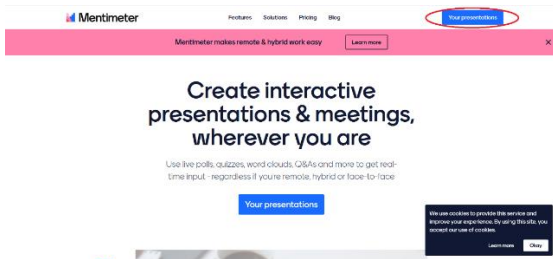 Mentimeter
Features Solutions Pricing Blog
Your presentations
Mentimeter makes remote & hybrid work easy
Learn more
×
Create interactive
presentations & meetings,
wherever you are
Use live polls, quizzes, word clouds, Q&As and more to get real-
time input - regardless if you're remote, hybrid or face-to-face
Your presentations
We use cookies to provide this service and
improve your experience. By using this site, you
accept our use of cookies.
Learn more
Okay